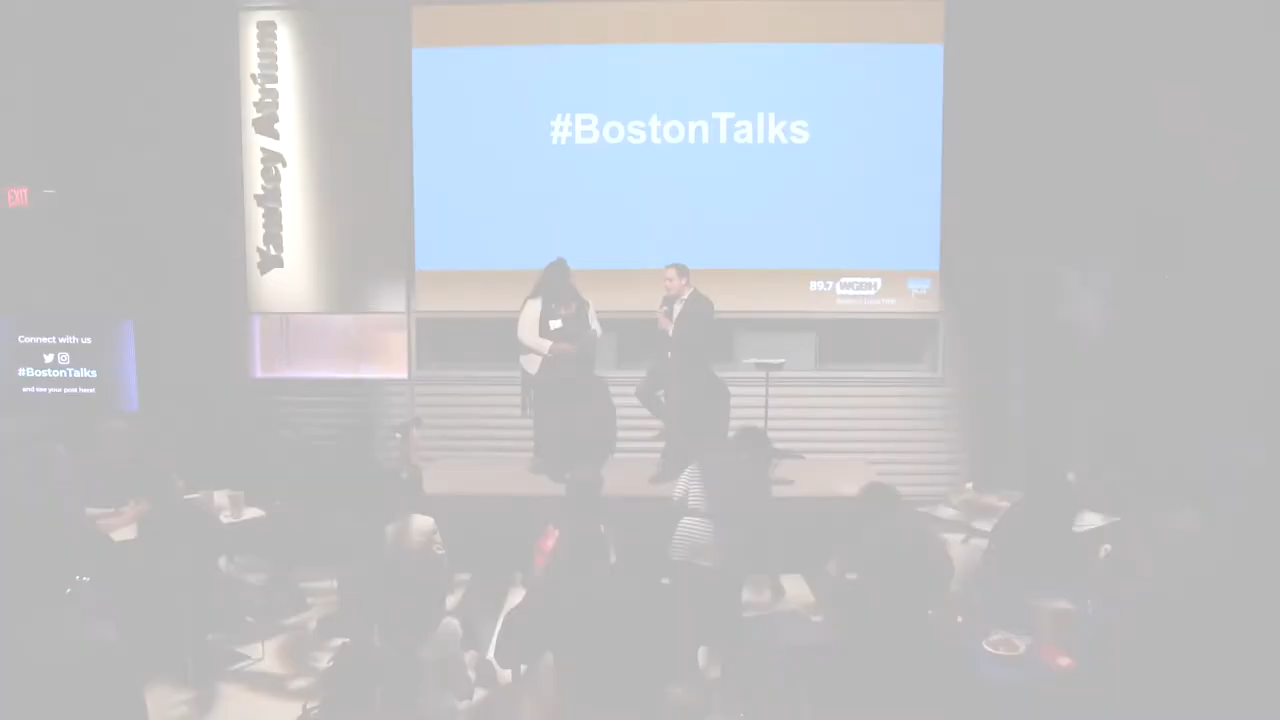 Yawkey Atrium
#BostonTalks
EXIT
89.7 WGBH
Connect with us
#BostonTalks
and see your post here!